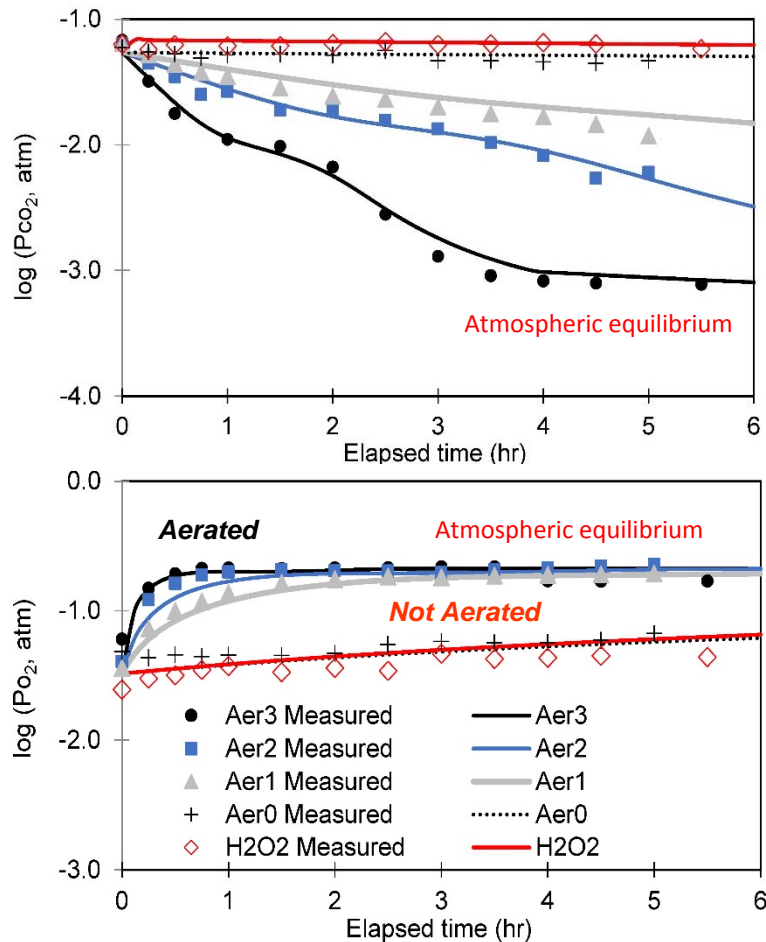 -1.0
-2.0
-3.0
-4.0
log (Pco₂, atm)
Atmospheric equilibrium
0 1 2 3 4 5 6
Elapsed time (hr)
0.0
-1.0
-2.0
-3.0
log (Po₂, atm)
Aerated
Atmospheric equilibrium
Not Aerated
Aer3 Measured Aer3
Aer2 Measured Aer2
Aer1 Measured Aer1
Aer0 Measured Aer0
H2O2 Measured H2O2
0 1 2 3 4 5 6
Elapsed time (hr)